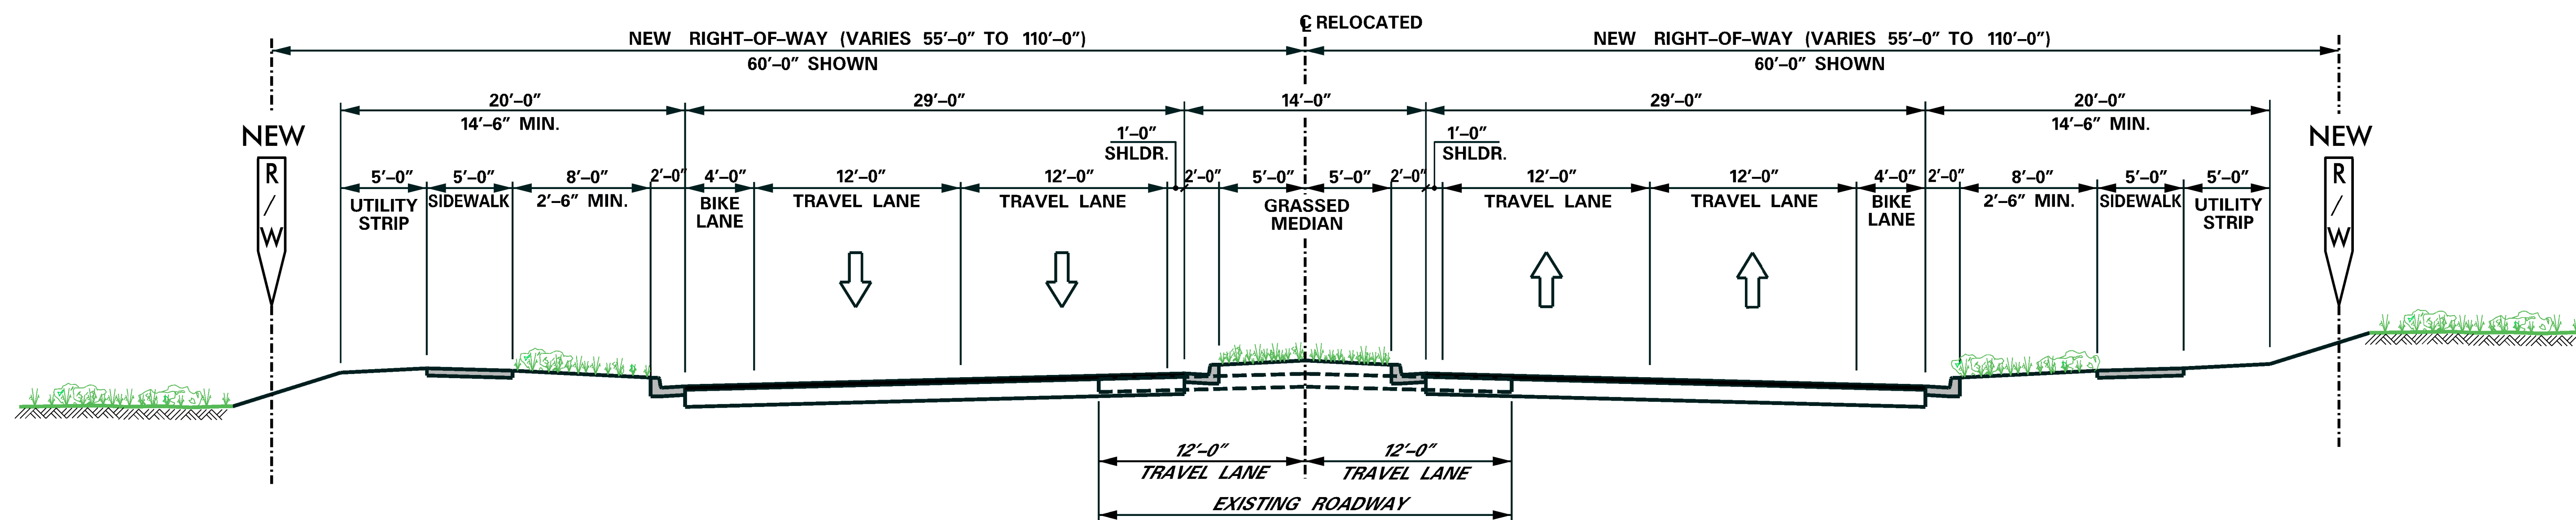 ℄ RELOCATED
NEW RIGHT–OF–WAY (VARIES 55′–0″ TO 110′–0″)
NEW RIGHT–OF–WAY (VARIES 55′–0″ TO 110′–0″)
60′–0″ SHOWN
60′–0″ SHOWN
20′–0″
29′–0″
14′–0″
29′–0″
20′–0″
14′–6″ MIN.
14′–6″ MIN.
NEW
NEW
1′–0″
SHLDR.
1′–0″
SHLDR.
R
/
W
R
/
W
5′–0″
5′–0″
8′–0″
2′–0″
4′–0″
12′–0″
12′–0″
2′–0″
5′–0″
5′–0″
2′–0″
12′–0″
12′–0″
4′–0″
2′–0″
8′–0″
5′–0″
5′–0″
UTILITY
STRIP
SIDEWALK
2′–6″ MIN.
BIKE
LANE
TRAVEL LANE
TRAVEL LANE
GRASSED
MEDIAN
TRAVEL LANE
TRAVEL LANE
BIKE
LANE
2′–6″ MIN.
SIDEWALK
UTILITY
STRIP
12′–0″
12′–0″
TRAVEL LANE
TRAVEL LANE
EXISTING ROADWAY